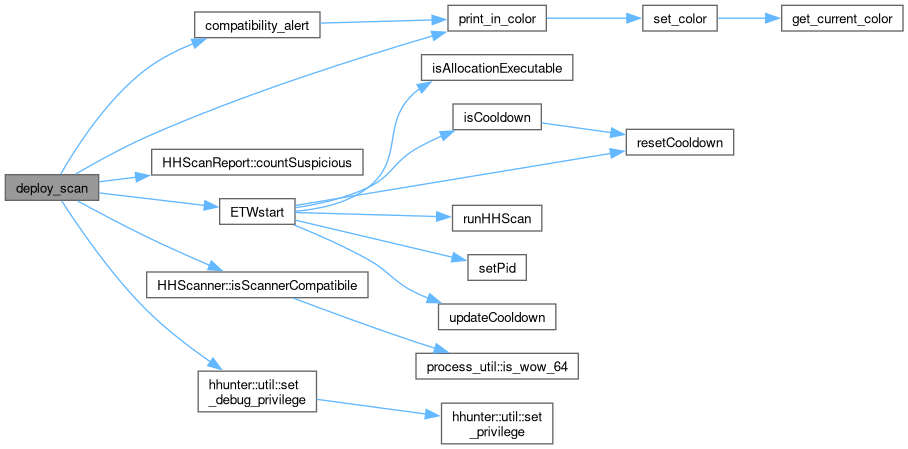 compatibility_alert
print_in_color
set_color
get_current_color
isAllocationExecutable
isCooldown
resetCooldown
HHScanReport::countSuspicious
deploy_scan
ETWstart
runHHScan
setPid
HHScanner::isScannerCompatibile
updateCooldown
process_util::is_wow_64
hhunter::util::set
_debug_privilege
hhunter::util::set
_privilege